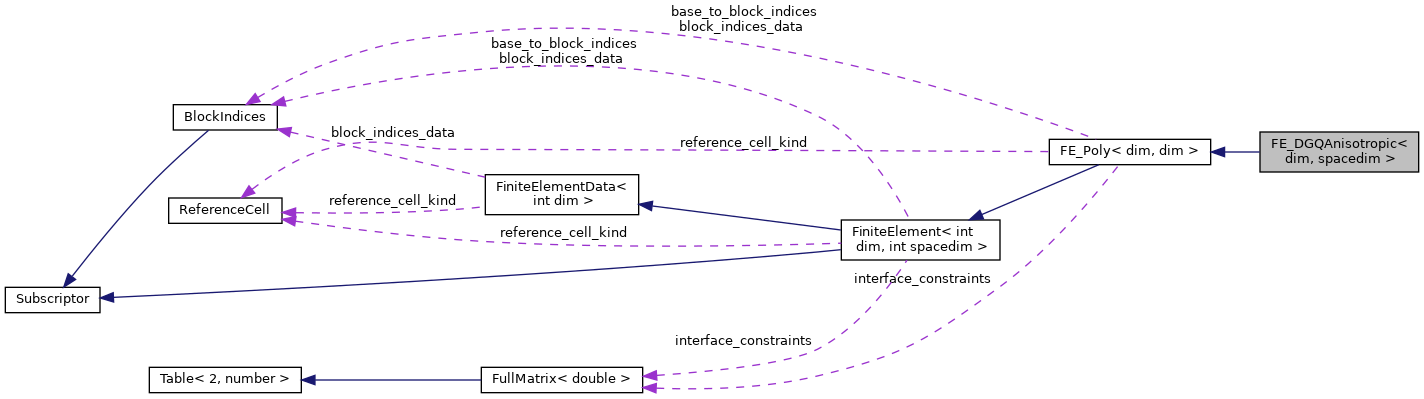 base_to_block_indices
block_indices_data
base_to_block_indices
block_indices_data
BlockIndices
block_indices_data
reference_cell_kind
FE_Poly< dim, dim >
FE_DGQAnisotropic<
dim, spacedim >
FiniteElementData<
int dim >
reference_cell_kind
ReferenceCell
FiniteElement< int
dim, int spacedim >
reference_cell_kind
interface_constraints
Subscriptor
interface_constraints
Table< 2, number >
FullMatrix< double >